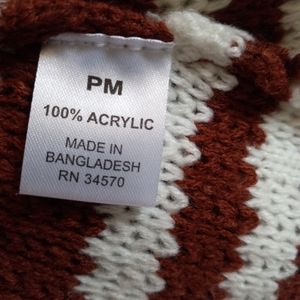 PM
100% ACRYLIC
MADE IN
BANGLADESH
RN 34570